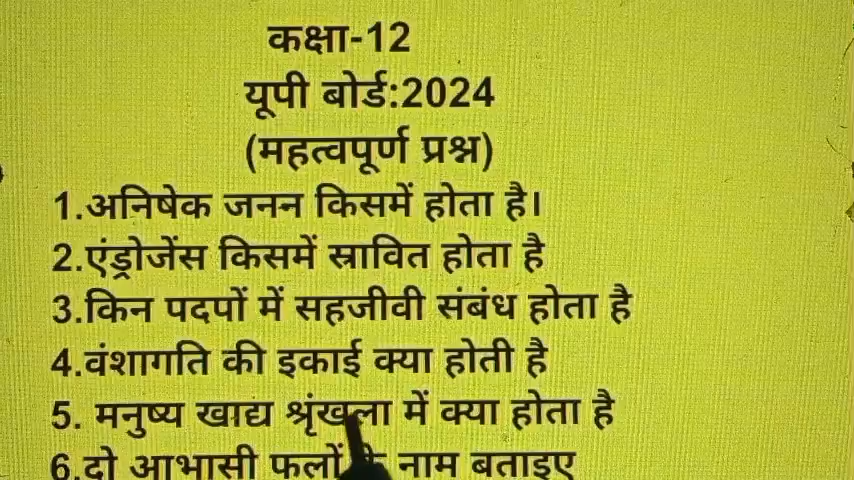 कक्षा-12
यूपी बोर्ड:2024
(महत्वपूर्ण प्रश्न)
1.अनिषेक जनन किसमें होता है।
2.एंड्रोजेंस किसमें स्रावित होता है
3.किन पदपों में सहजीवी संबंध होता है
4.वंशागति की इकाई क्या होती है
5. मनुष्य खाद्य श्रृंखला में क्या होता है
6.दो आभासी फलों के नाम बताइए